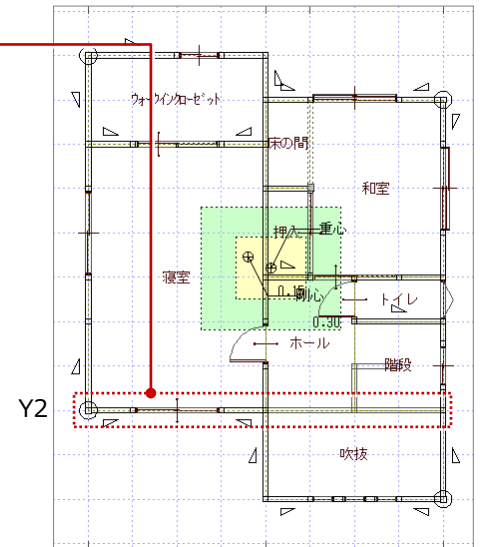 ウォークインクローゼット
床の間
和室
押入
重心
寝室
0.15
剛心
トイレ
0.30
ホール
階段
Y2
吹抜